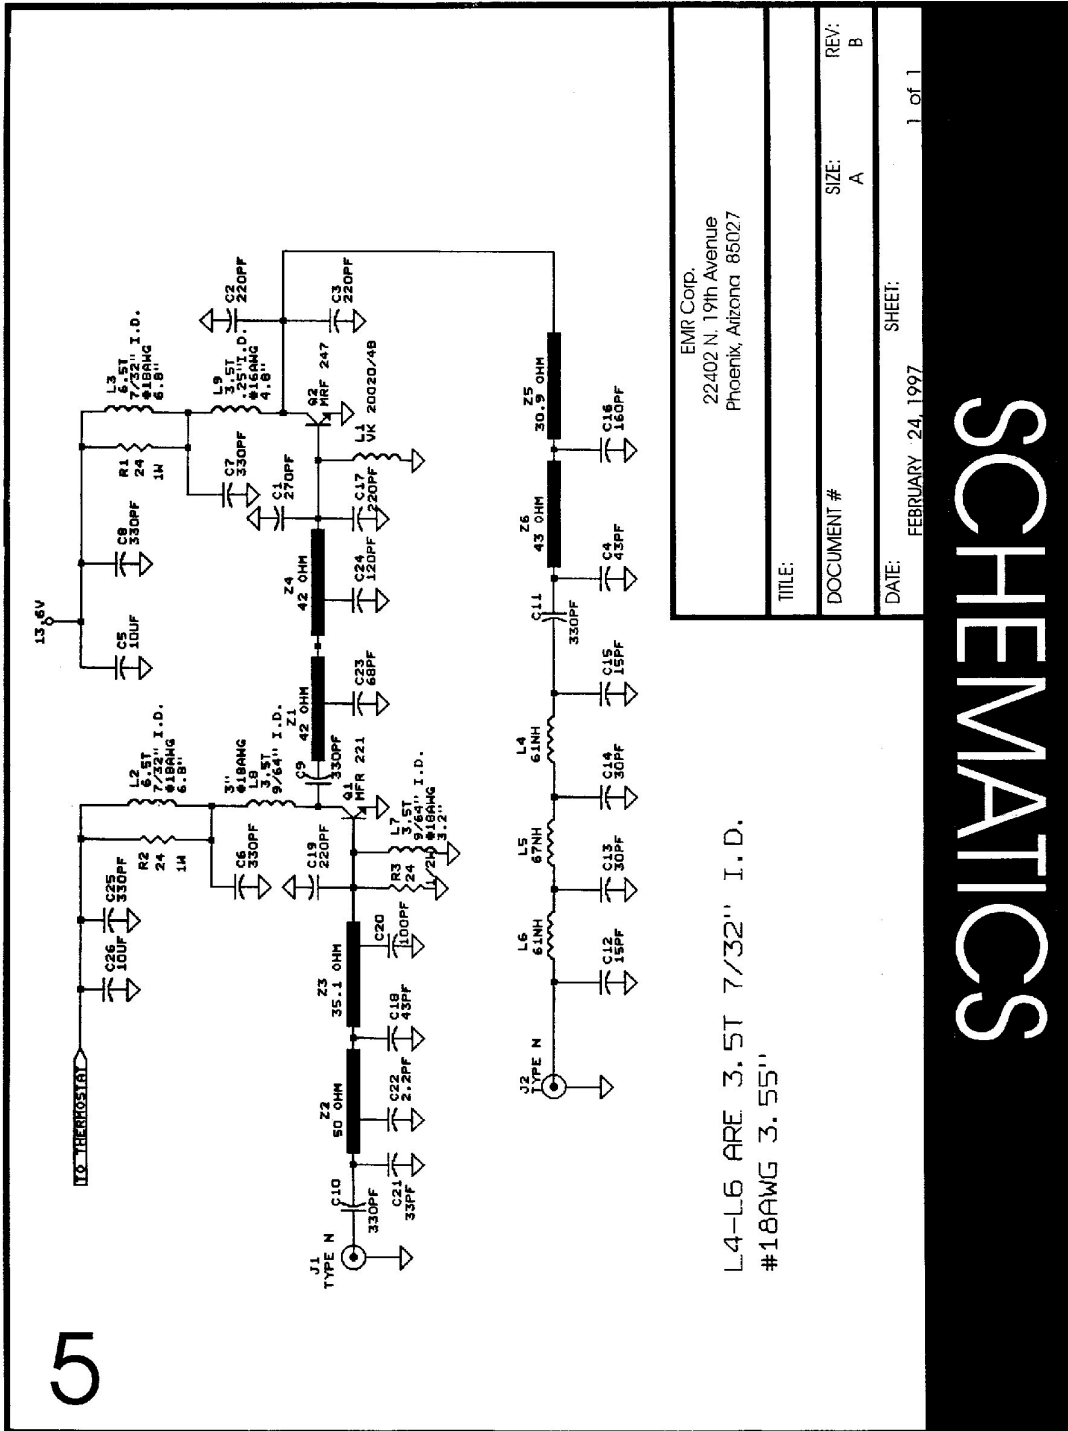 5
SCHEMATICS
TO THERMOSTAT
C26
10UF
C25
330PF
R2
24
1W
L2
6.5T
7/32" I.D.
#18AWG
6.8"
C6
330PF
3"
#18AWG
L8
3.5T
9/64" I.D.
13.6V
C5
10UF
C8
330PF
R1
24
1W
L3
6.5T
7/32" I.D.
#18AWG
6.8"
C7
330PF
L9
3.5T
.25" I.D.
#16AWG
4.8"
C2
220PF
C3
220PF
J1
TYPE N
C10
330PF
C21
33PF
Z2
50 OHM
C22
2.2PF
C18
43PF
Z3
35.1 OHM
C20
100PF
C19
220PF
R3
24
1/2W
L7
3.5T
9/64" I.D.
#18AWG
3.2"
Q1
MFR 221
C9
330PF
Z1
42 OHM
C23
68PF
Z4
42 OHM
C24
120PF
C1
270PF
C17
220PF
L1
VK 20020/4B
Q2
MRF 247
J2
TYPE N
C12
15PF
L6
61NH
C13
30PF
L5
67NH
C14
30PF
L4
61NH
C15
15PF
C11
330PF
C4
43PF
Z6
43 OHM
C16
160PF
Z5
30.9 OHM
L4-L6 ARE 3.5T 7/32" I.D.
#18AWG 3.55"
EMR Corp.
22402 N. 19th Avenue
Phoenix, Arizona 85027
TITLE:
DOCUMENT #
SIZE:
A
REV:
B
DATE:
FEBRUARY 24, 1997
SHEET:
1 of 1